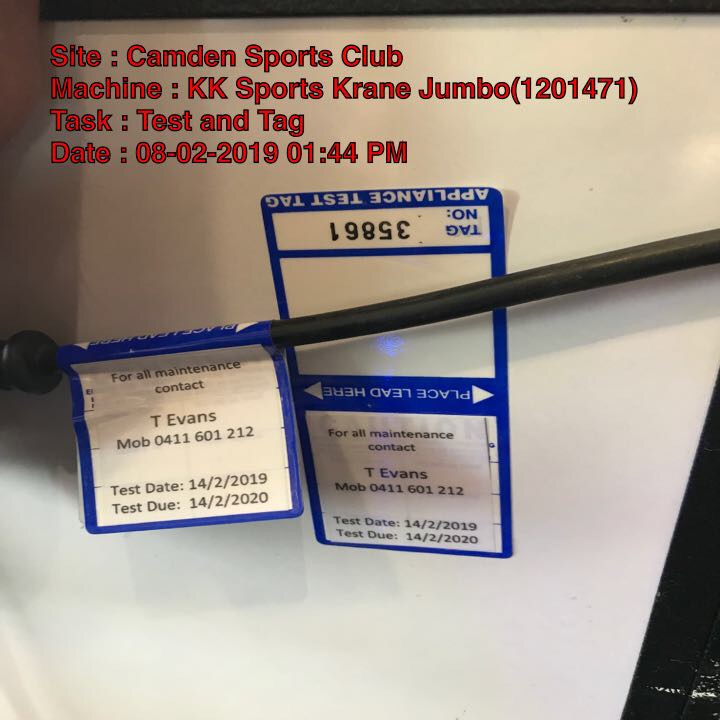 Site : Camden Sports Club
Machine : KK Sports Krane Jumbo(1201471)
Task : Test and Tag
Date : 08-02-2019 01:44 PM
APPLIANCE TEST TAG
TAG
NO:
35861
PLACE LEAD HERE
For all maintenance
contact
T Evans
Mob 0411 601 212
Test Date: 14/2/2019
Test Due: 14/2/2020
PLACE LEAD HERE
For all maintenance
contact
T Evans
Mob 0411 601 212
Test Date: 14/2/2019
Test Due: 14/2/2020